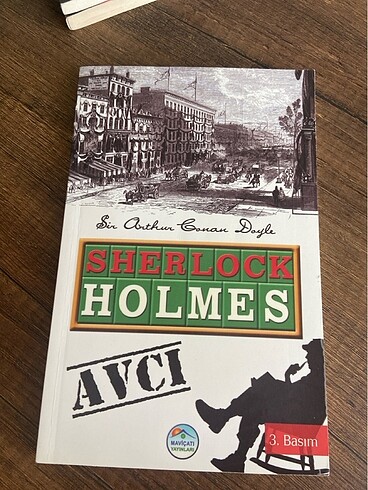 Sir Arthur Conan Doyle
SHERLOCK
HOLMES
AVCI
MAVİÇATI
YAYINLARI
3. Basım